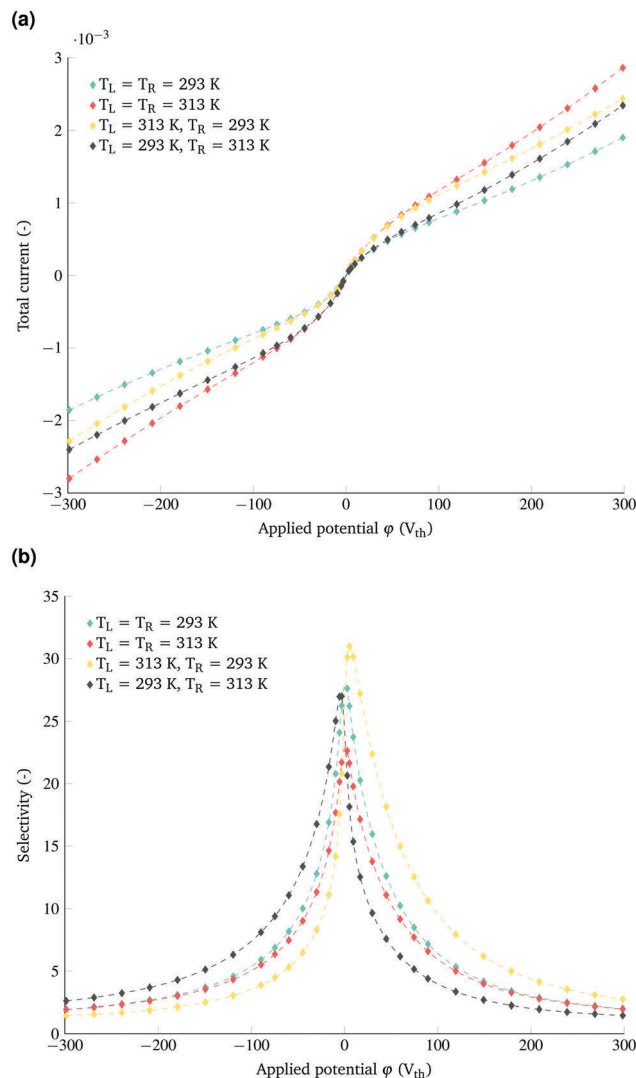 (a)
·10⁻³
3
2
1
0
−1
−2
−3
Total current (-)
T_L = T_R = 293 K
T_L = T_R = 313 K
T_L = 313 K, T_R = 293 K
T_L = 293 K, T_R = 313 K
−300 −200 −100 0 100 200 300
Applied potential φ (V_th)
(b)
35
30
25
20
15
10
5
0
Selectivity (-)
T_L = T_R = 293 K
T_L = T_R = 313 K
T_L = 313 K, T_R = 293 K
T_L = 293 K, T_R = 313 K
−300 −200 −100 0 100 200 300
Applied potential φ (V_th)